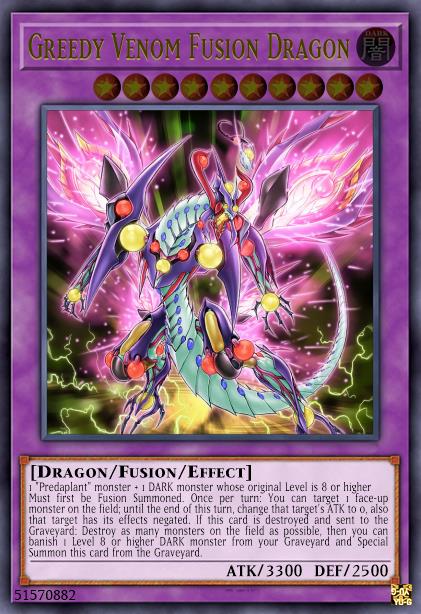 GREEDY VENOM FUSION DRAGON
DARK
闇
[DRAGON/FUSION/EFFECT]
1 "Predaplant" monster + 1 DARK monster whose original Level is 8 or higher
Must first be Fusion Summoned. Once per turn: You can target 1 face-up
monster on the field; until the end of this turn, change that target's ATK to 0, also
that target has its effects negated. If this card is destroyed and sent to the
Graveyard: Destroy as many monsters on the field as possible, then you can
banish 1 Level 8 or higher DARK monster from your Graveyard and Special
Summon this card from the Graveyard.
ATK/3300 DEF/2500
51570882